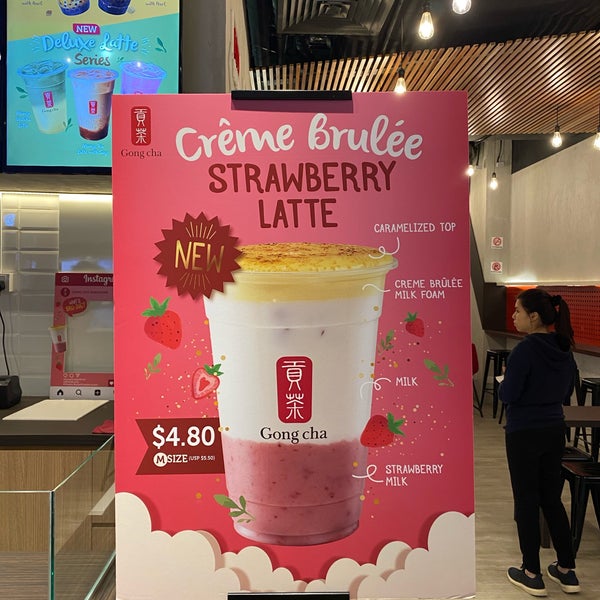 NEW
Deluxe Latte
Series
貢茶
Gong cha
Crème Brulée
STRAWBERRY
LATTE
NEW
CARAMELIZED TOP
CREME BRÛLÉE
MILK FOAM
貢茶
Gong cha
MILK
$4.80
M SIZE (USP $5.50)
STRAWBERRY
MILK
Instagr